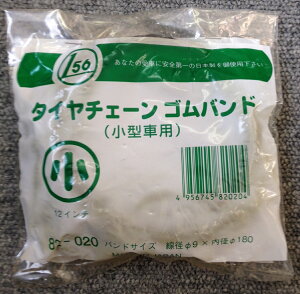 156
あなたの愛車に安全第一の日本製を御使用下さい
タイヤチェーン ゴムバンド
(小型車用)
小
12インチ
4 956745 820204
82-020 バンドサイズ 線径φ9×内径φ180